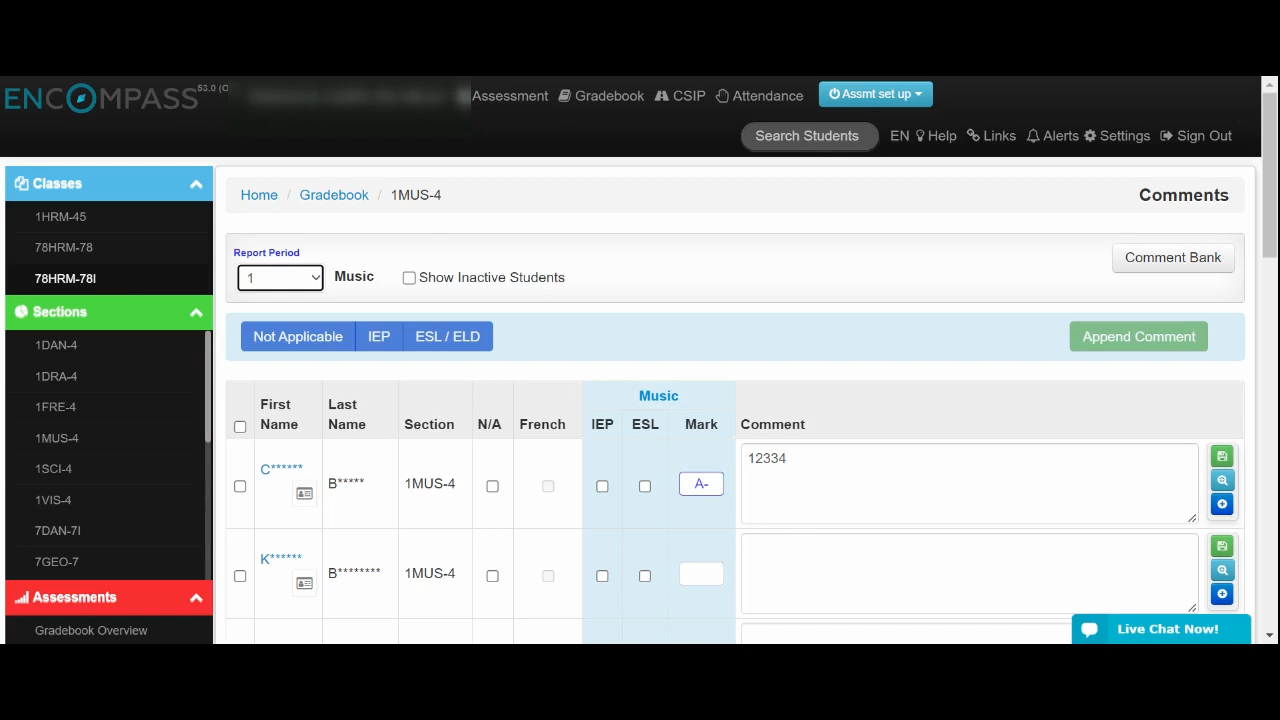 ENCOMPASS 53.0 (O
Assessment Gradebook CSIP Attendance Assmt set up
Search Students EN Help Links Alerts Settings Sign Out
Classes
1HRM-45
78HRM-78
78HRM-78I
Sections
1DAN-4
1DRA-4
1FRE-4
1MUS-4
1SCI-4
1VIS-4
7DAN-7I
7GEO-7
Assessments
Gradebook Overview
Home / Gradebook / 1MUS-4 Comments
Report Period
1 Music Show Inactive Students Comment Bank
Not Applicable IEP ESL / ELD Append Comment
Music
First Name Last Name Section N/A French IEP ESL Mark Comment
C****** B***** 1MUS-4 A- 12334
K****** B******** 1MUS-4
Live Chat Now!